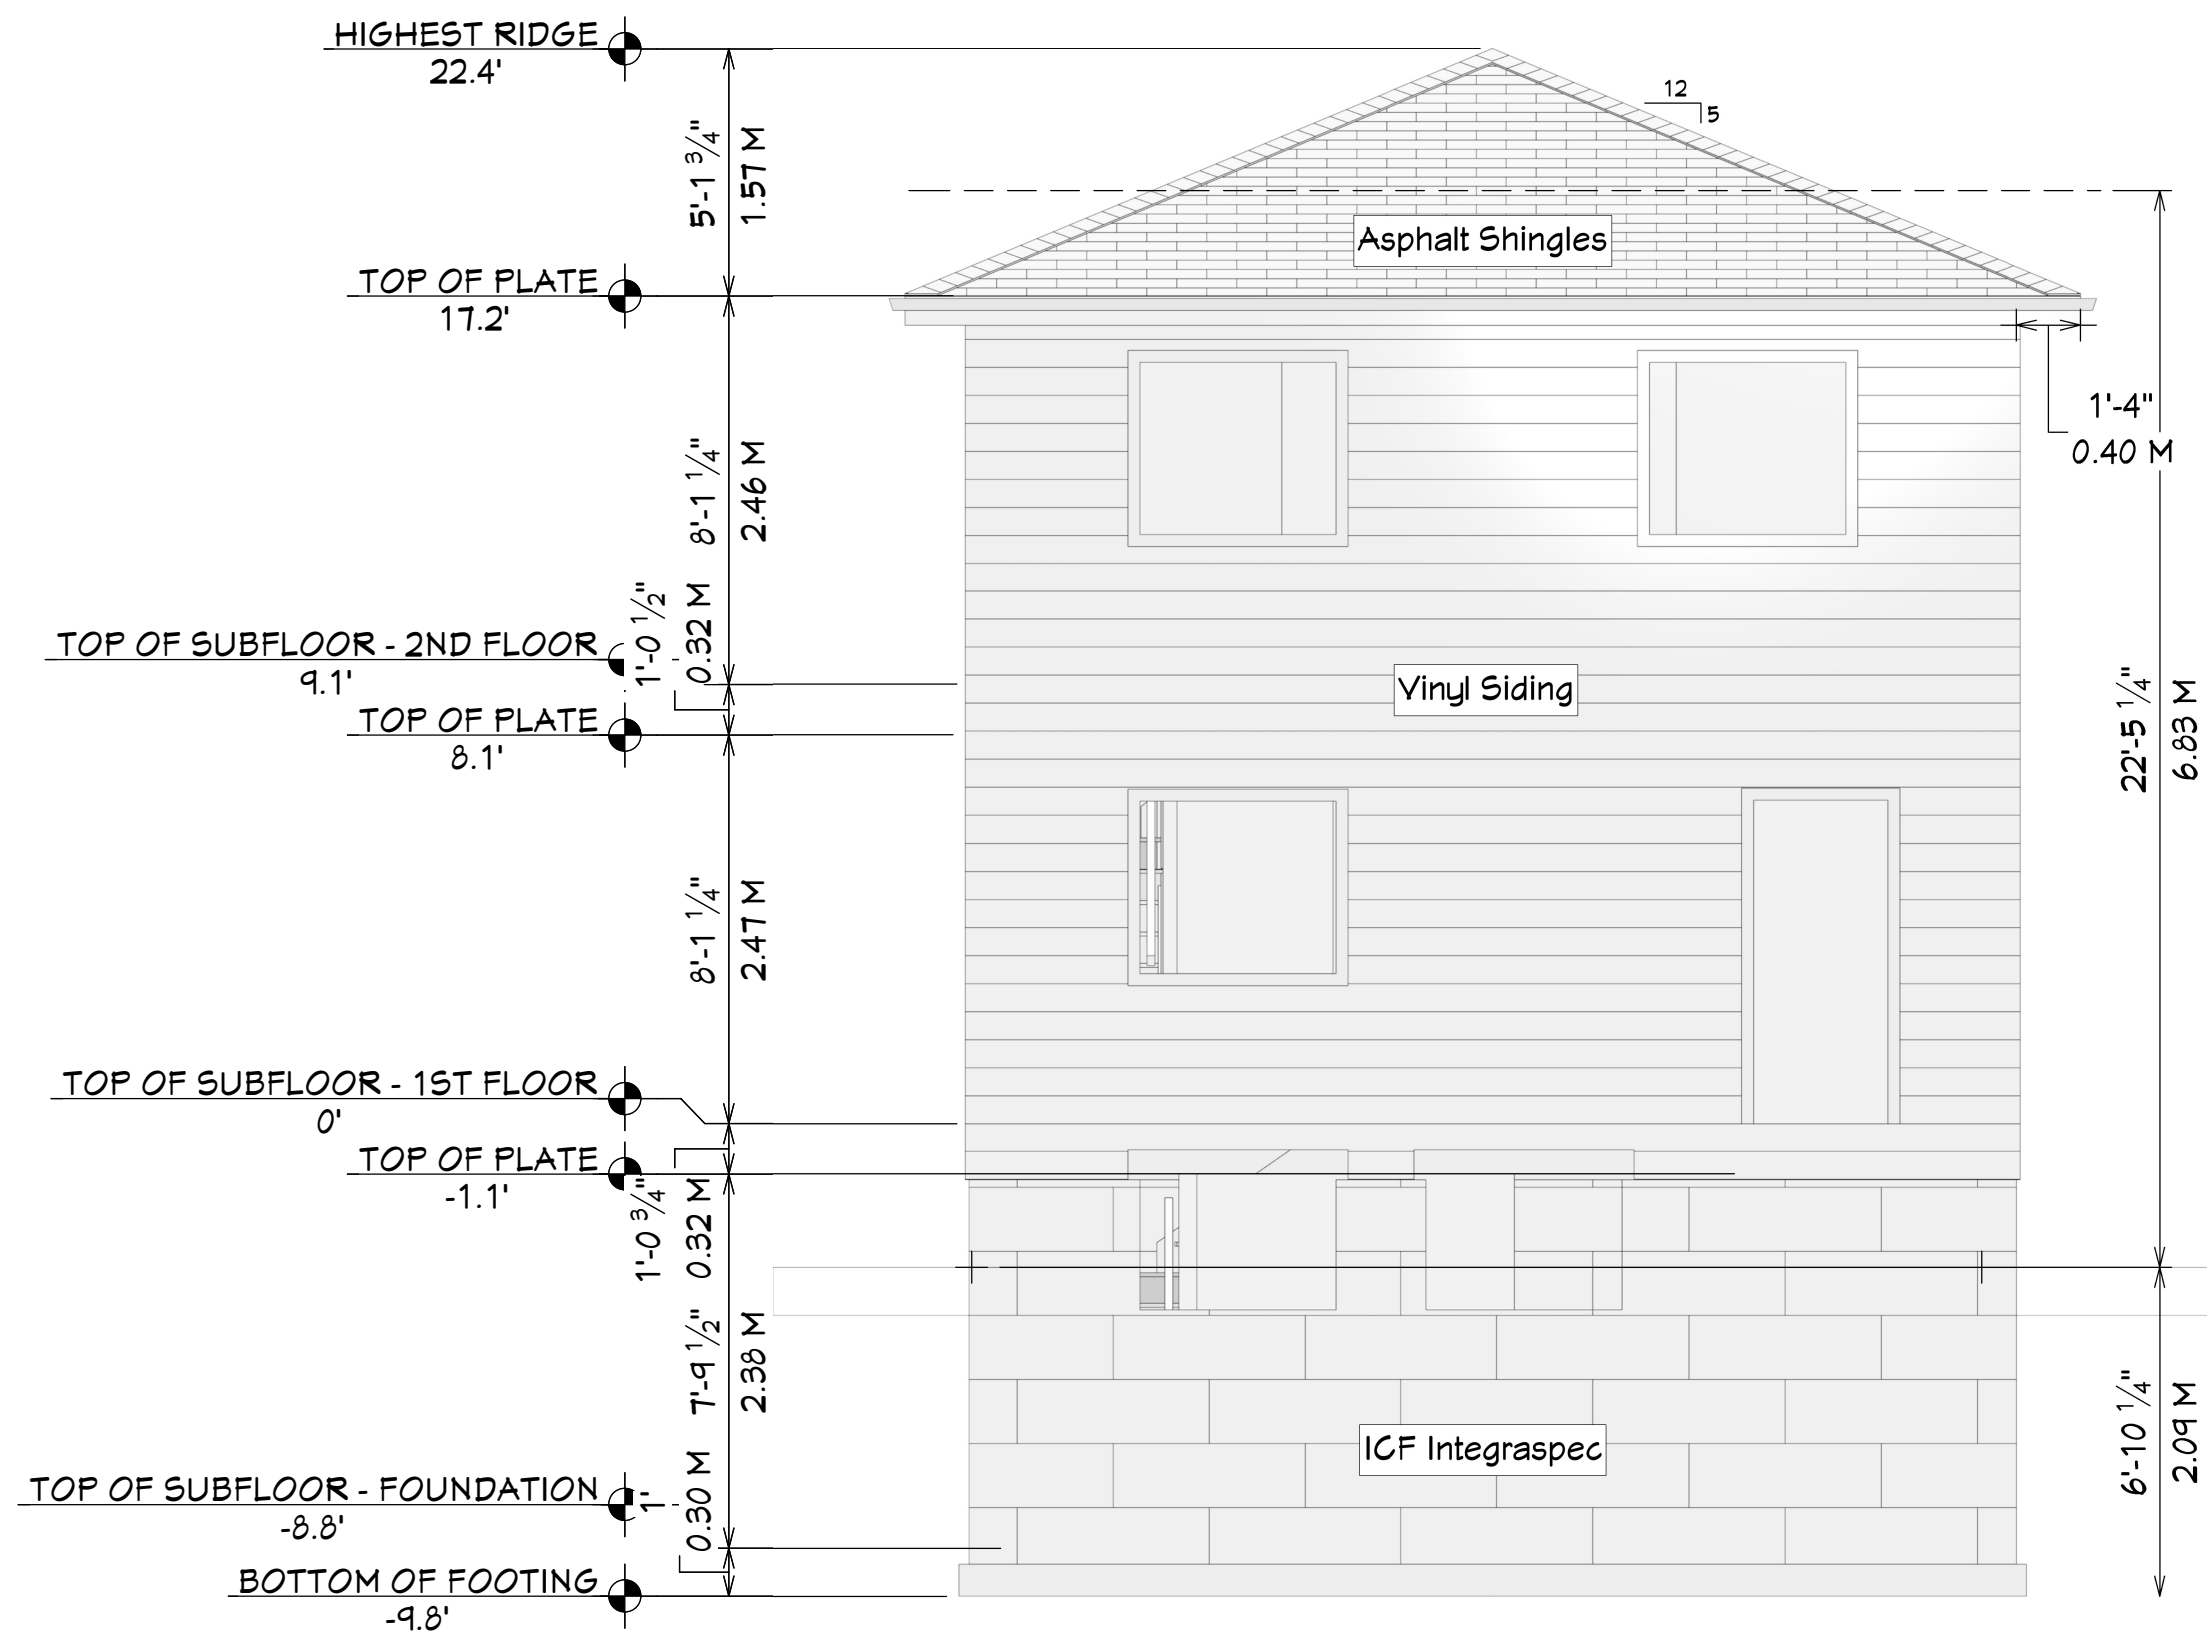 HIGHEST RIDGE
22.4'
12
5
5'-1 3/4"
1.57 M
Asphalt Shingles
TOP OF PLATE
17.2'
1'-4"
0.40 M
8'-1 1/4"
2.46 M
1'-0 1/2"
0.32 M
TOP OF SUBFLOOR - 2ND FLOOR
9.1'
Vinyl Siding
TOP OF PLATE
8.1'
22'-5 1/4"
6.83 M
8'-1 1/4"
2.47 M
TOP OF SUBFLOOR - 1ST FLOOR
0'
TOP OF PLATE
-1.1'
1'-0 3/4"
0.32 M
7'-9 1/2"
2.38 M
6'-10 1/4"
2.09 M
ICF Integraspec
TOP OF SUBFLOOR - FOUNDATION
-8.8'
1'
0.30 M
BOTTOM OF FOOTING
-9.8'